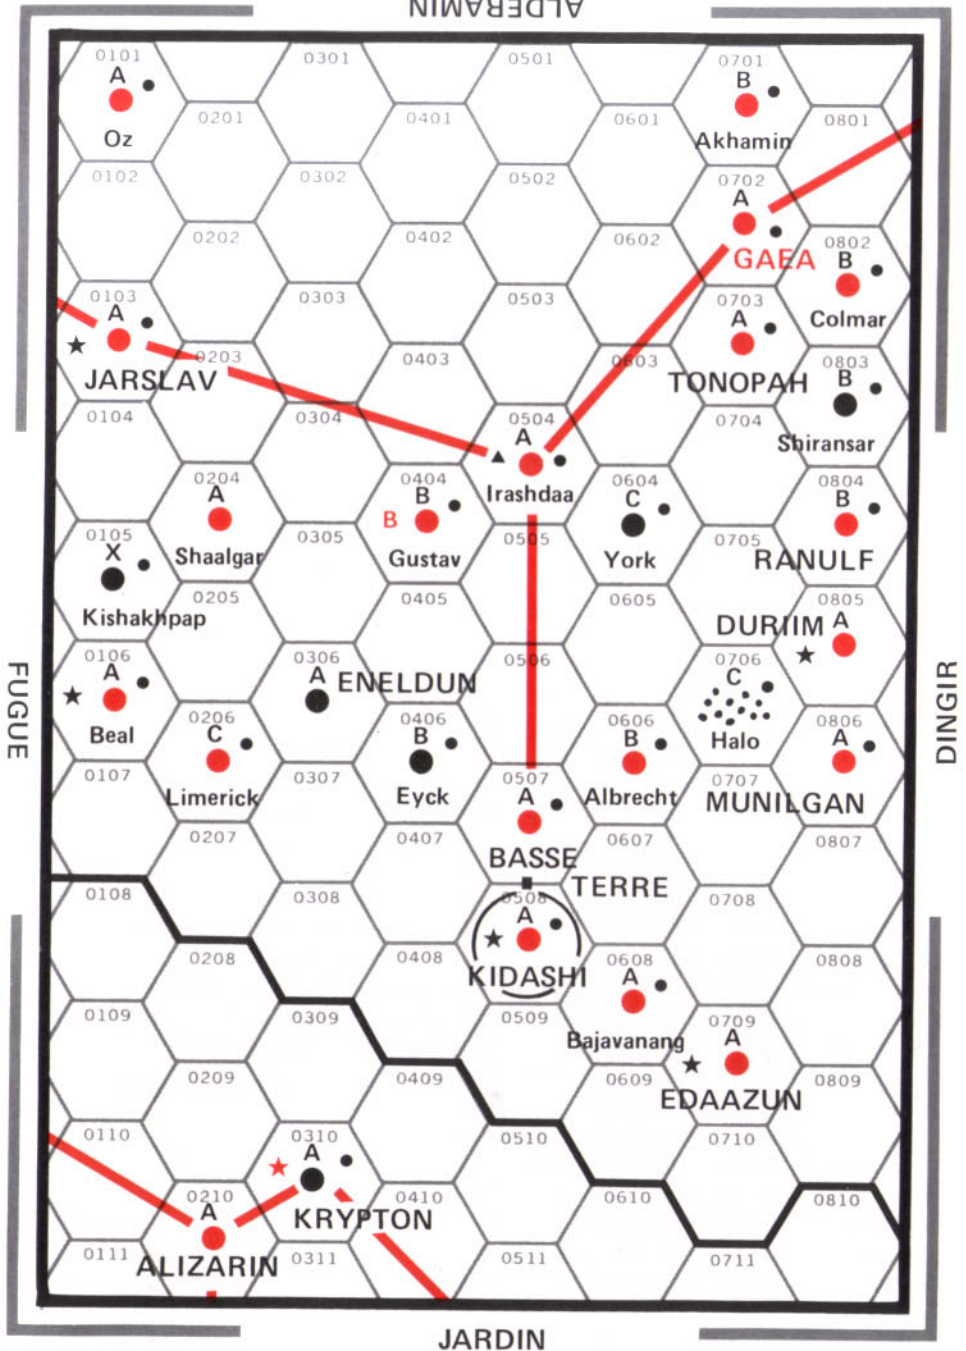 ALDERAMIN
0101 0301 0501 0701
A B
Oz Akhamin
0201 0401 0601 0801
0102 0302 0502 0702
A
GAEA
0202 0402 0602 0802
B
Colmar
0103 0303 0503 0703
A A
JARSLAV TONOPAH
0203 0403 0603 0803
B
Shiransar
0104 0304 0504 0704
A
Irashdaa
0204 0404 0604 0804
A B C B
B
Shaalgar Gustav York RANULF
0105 0305 0505 0705
X
Kishakhpap
0205 0405 0605 0805
DURIIM A
0106 0306 0506 0706
A A ENELDUN C
Beal Halo
0206 0406 0606 0806
C B B A
Limerick Eyck Albrecht MUNILGAN
0107 0307 0507 0707
A
BASSE
0207 0407 0607 0807
TERRE
0108 0308 0508 0708
A
KIDASHI
0208 0408 0608 0808
A
Bajavanang
0109 0309 0509 0709
A
EDAAZUN
0209 0409 0609 0809
0110 0310 0510 0710
A
KRYPTON
0210 0410 0610 0810
A
ALIZARIN
0111 0311 0511 0711
FUGUE
DINGIR
JARDIN